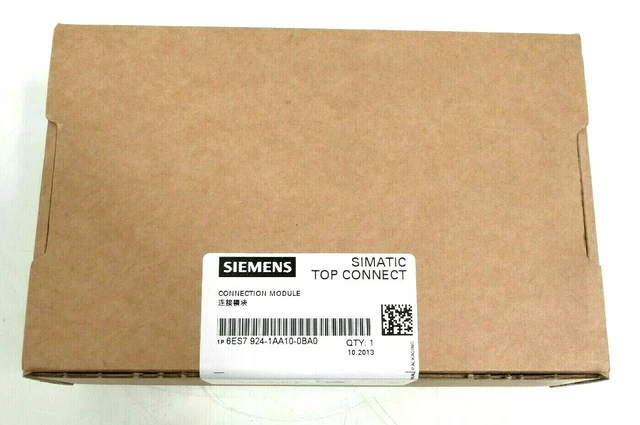 SIEMENS
SIMATIC
TOP CONNECT
CONNECTION MODULE
连接模块
1P 6ES7 924-1AA10-0BA0
QTY: 1
10.2013
PACKAGING